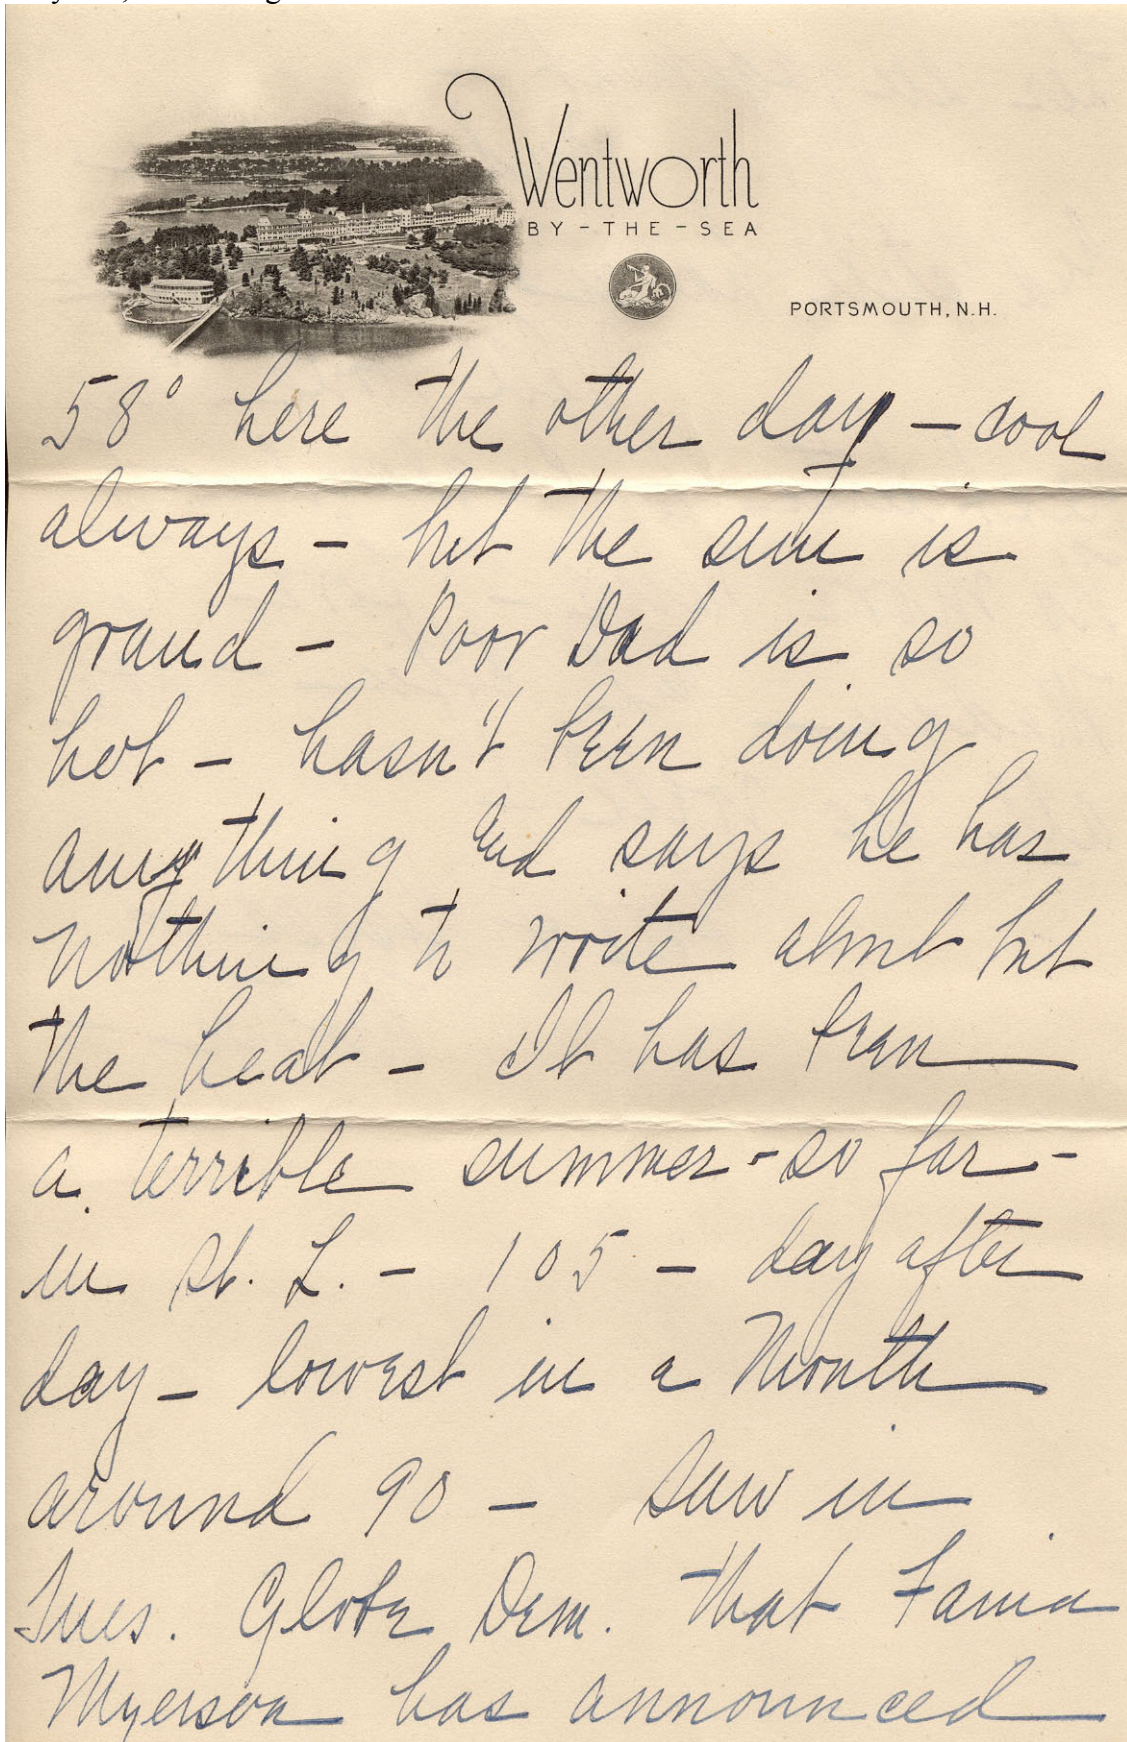 Wentworth
BY-THE-SEA
PORTSMOUTH, N.H.
58° here the other day – cool
always – but the sun is
grand – Poor Dad is so
hot – hasn't been doing
anything and says he has
nothing to write about but
the heat – It has been
a terrible summer – so far –
in St. L. – 105 – day after
day – lowest in a month
around 90 – Saw in
Tues. Globe Dem. that Fania
Myerson has announced